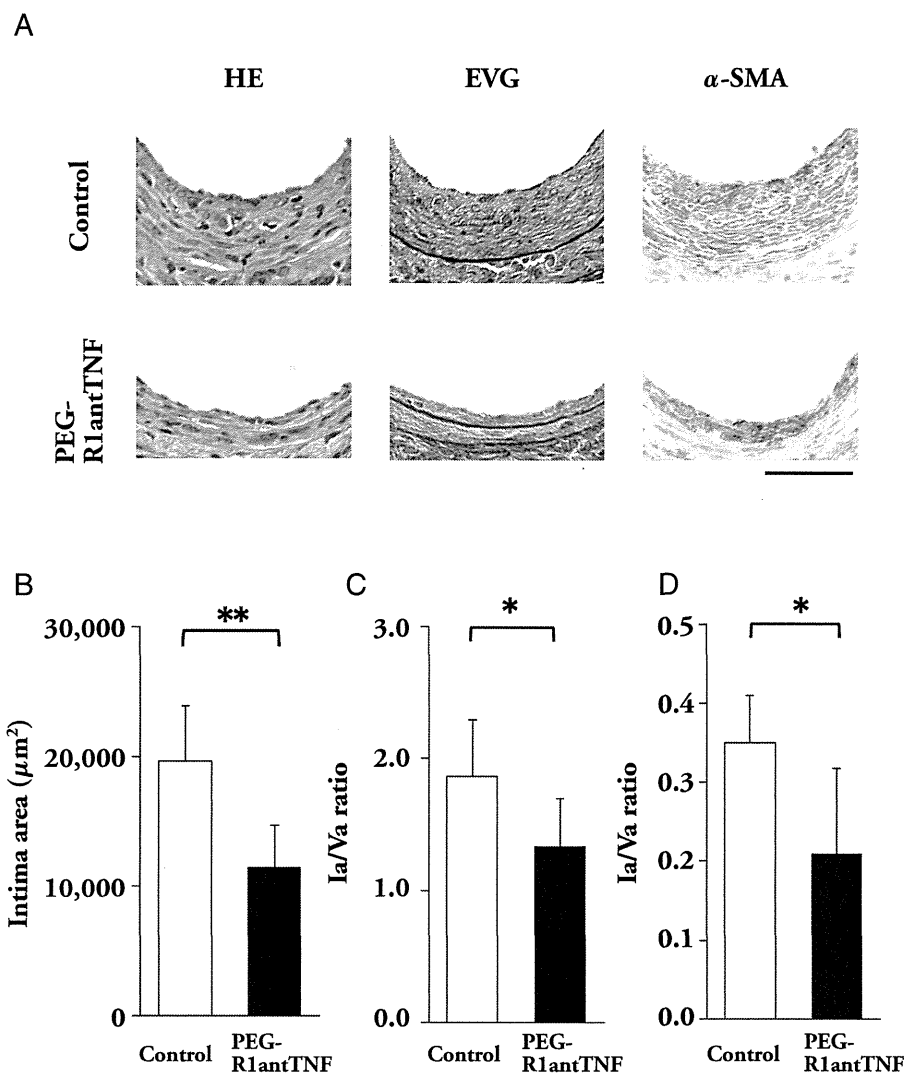 A
HE EVG α-SMA
Control
PEG-
R1antTNF
B C D
**
30,000
20,000
10,000
0
Intima area (μm²)
Control
PEG-
R1antTNF
*
3.0
2.0
1.0
0.0
Ia/Va ratio
Control
PEG-
R1antTNF
*
0.5
0.4
0.3
0.2
0.1
0.0
Ia/Va ratio
Control
PEG-
R1antTNF